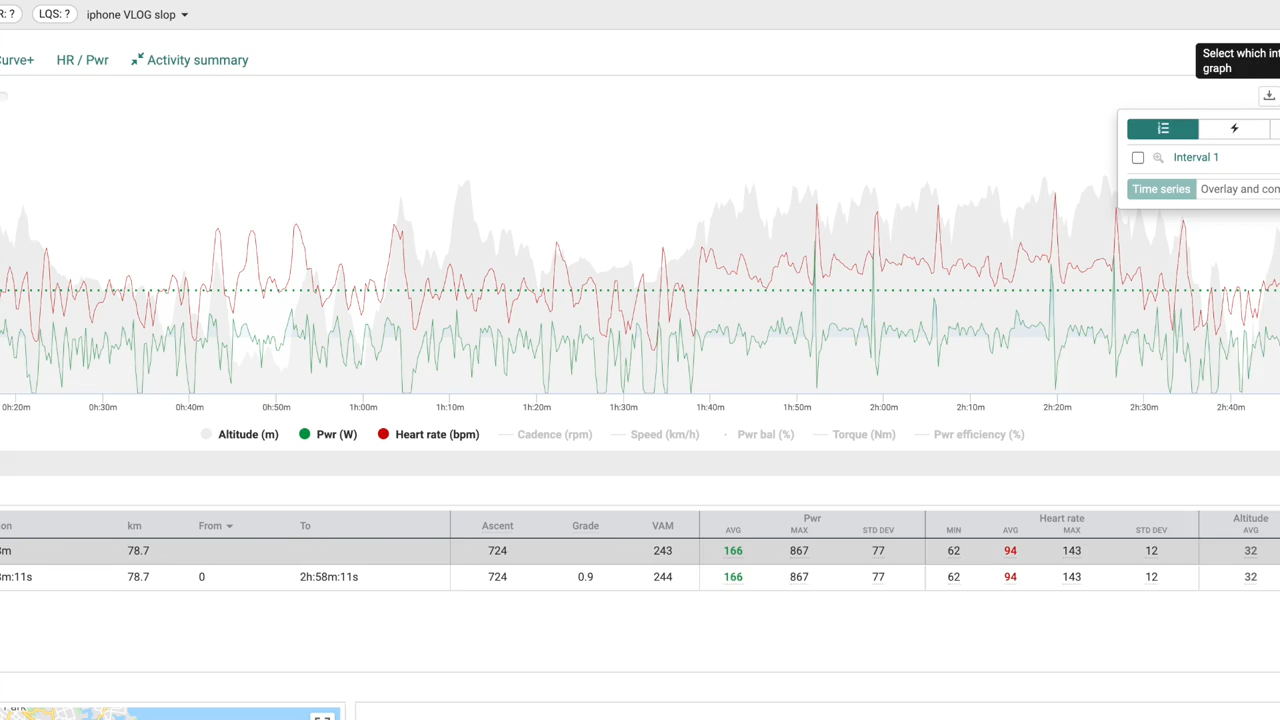 R: ?
LQS: ?
iphone VLOG slop
Curve+
HR / Pwr
Activity summary
Select which int
graph
Interval 1
Time series
Overlay and com
0h:20m
0h:30m
0h:40m
0h:50m
1h:00m
1h:10m
1h:20m
1h:30m
1h:40m
1h:50m
2h:00m
2h:10m
2h:20m
2h:30m
2h:40m
Altitude (m)
Pwr (W)
Heart rate (bpm)
Cadence (rpm)
Speed (km/h)
Pwr bal (%)
Torque (Nm)
Pwr efficiency (%)
on km From To Ascent Grade VAM
Pwr
AVG MAX STD DEV
Heart rate
MIN AVG MAX STD DEV
Altitude
AVG
m 78.7 724 243 166 867 77 62 94 143 12 32
m:11s 78.7 0 2h:58m:11s 724 0.9 244 166 867 77 62 94 143 12 32